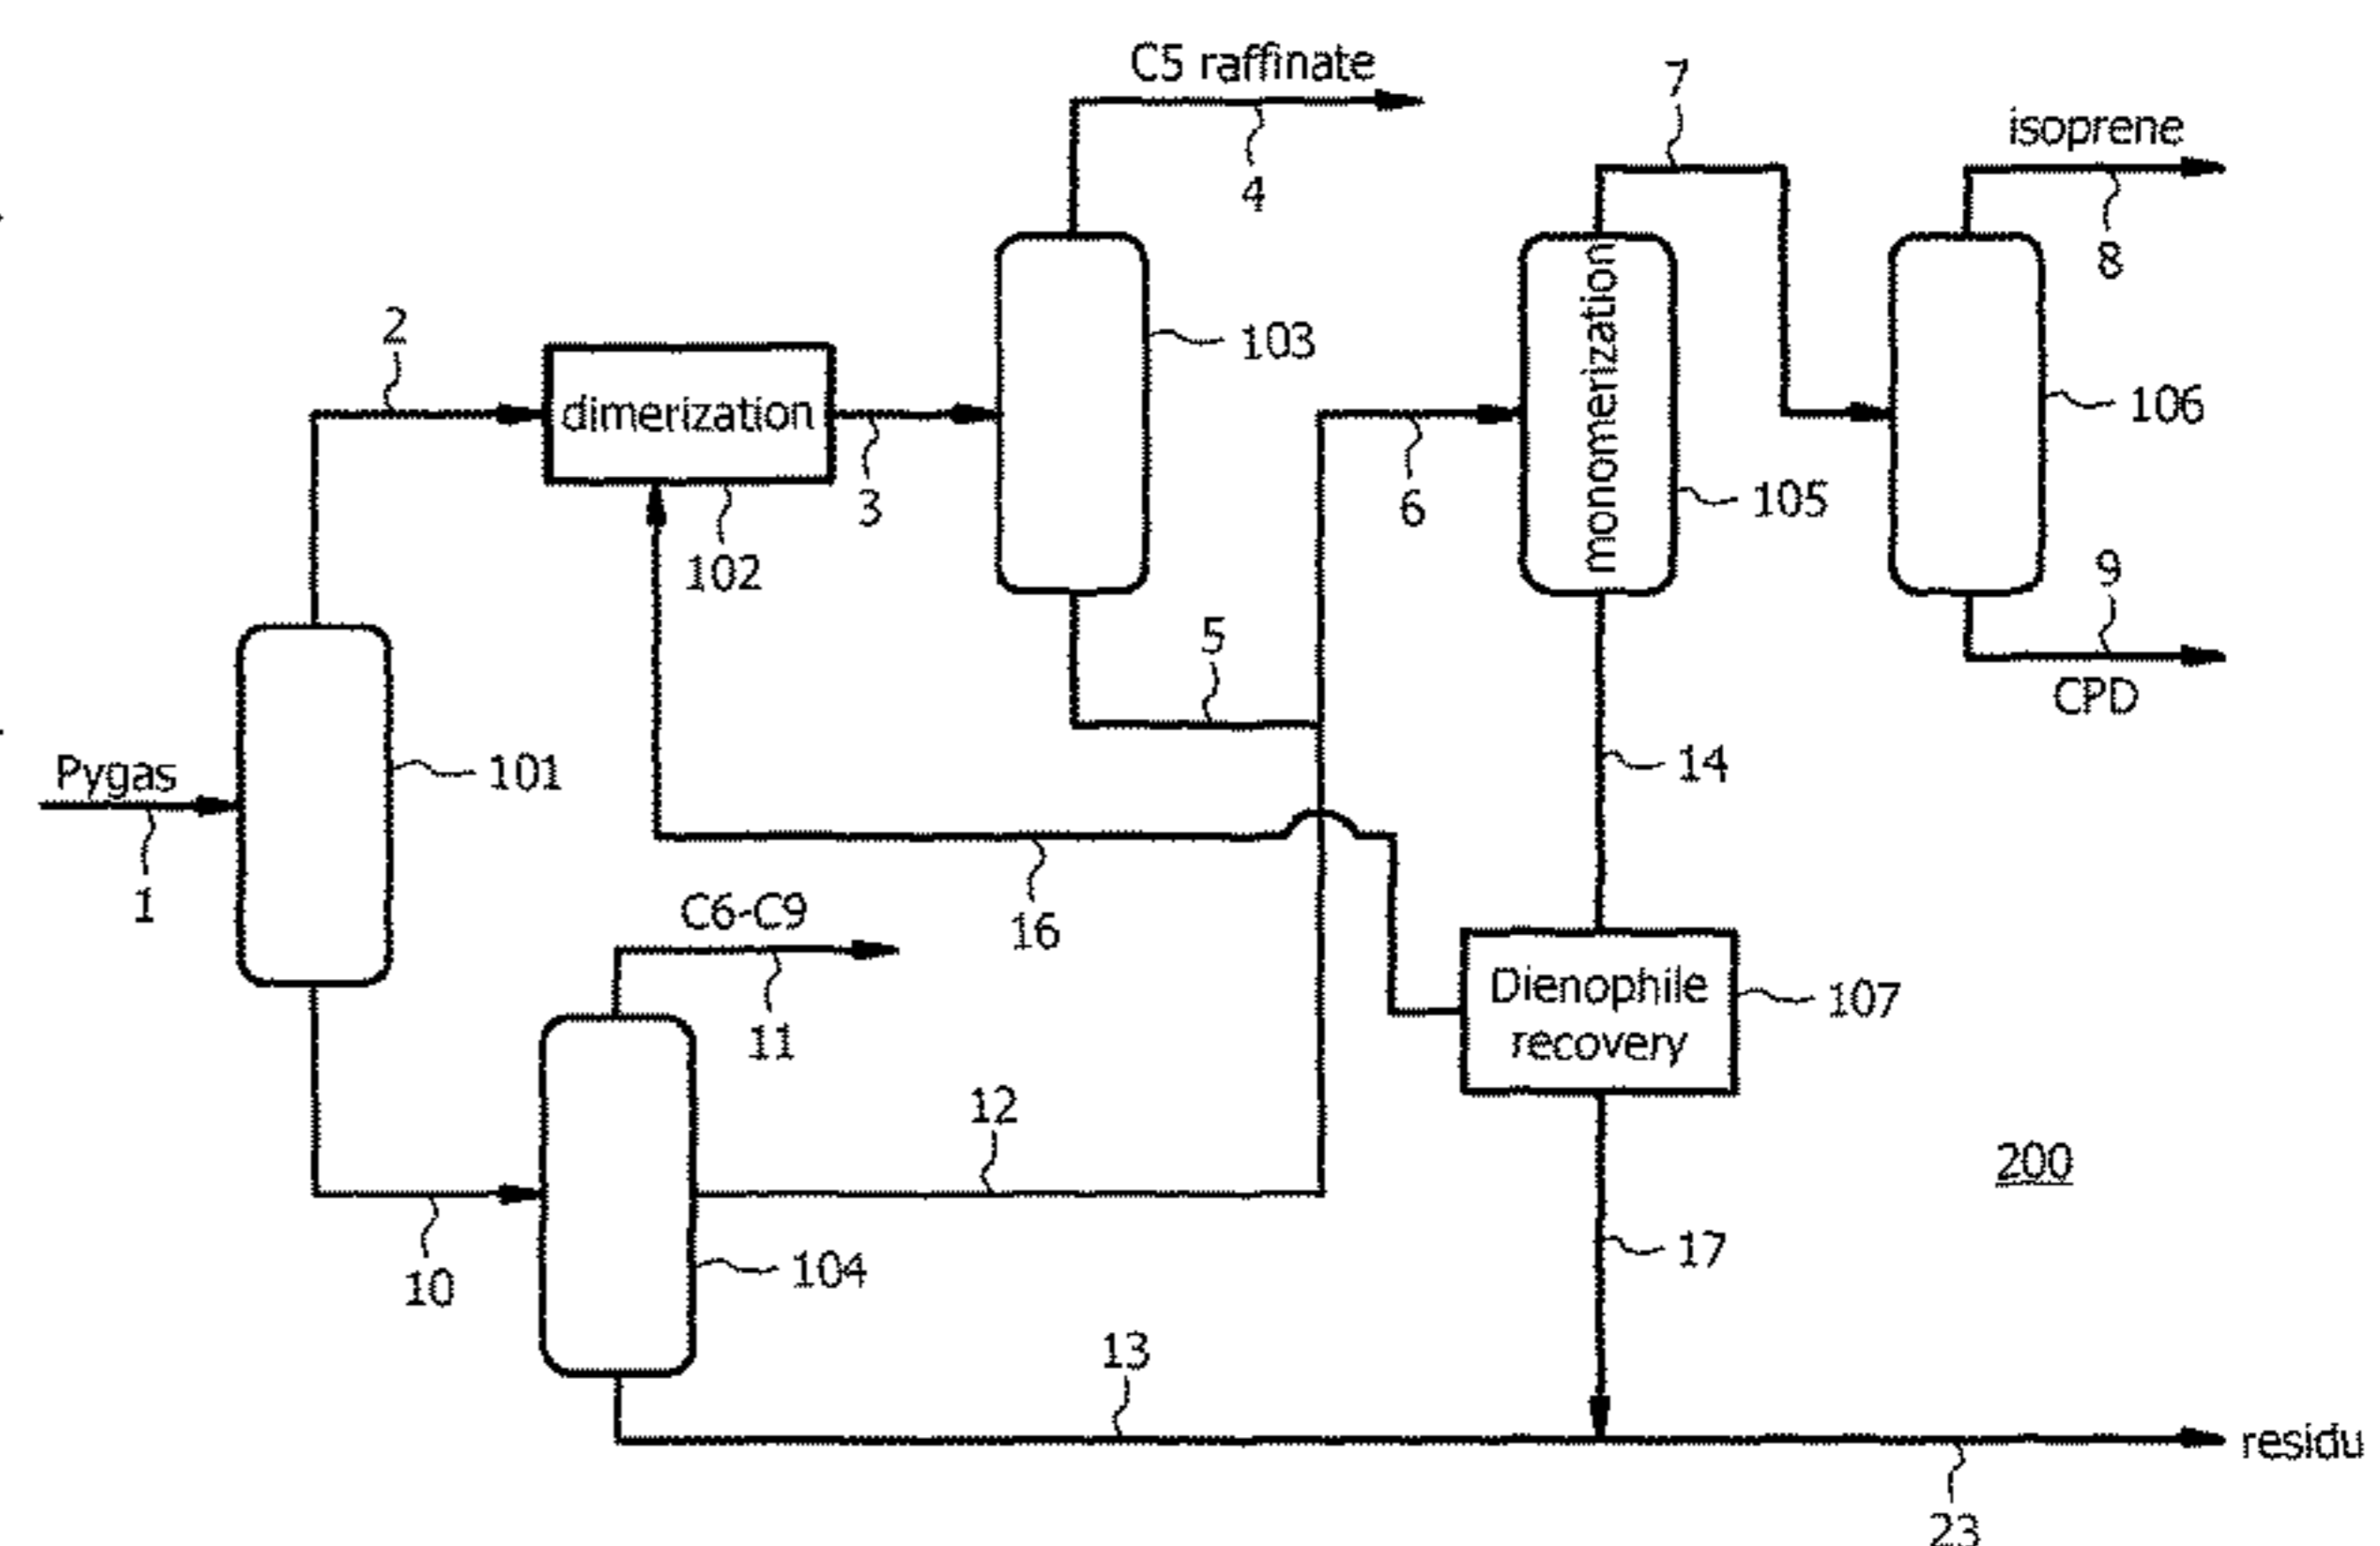 C5 raffinate
7
isoprene
4
8
2
103
dimerization
monomerization
106
3
6
105
102
9
5
CPD
Pygas
101
14
1
C6-C9
16
Dienophile
recovery
107
11
12
200
10
104
17
13
residu
23